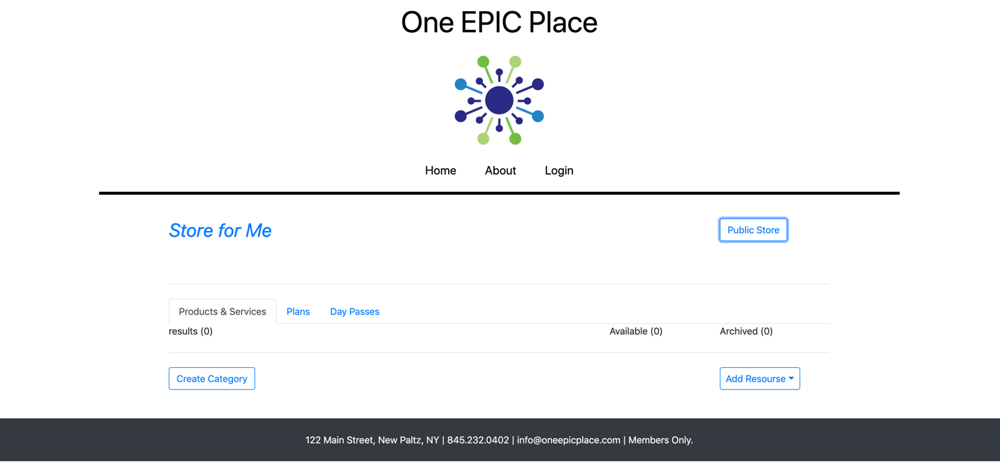 One EPIC Place
Home About Login
Store for Me Public Store
Products & Services Plans Day Passes
results (0) Available (0) Archived (0)
Create Category Add Resourse
122 Main Street, New Paltz, NY | 845.232.0402 | info@oneepicplace.com | Members Only.